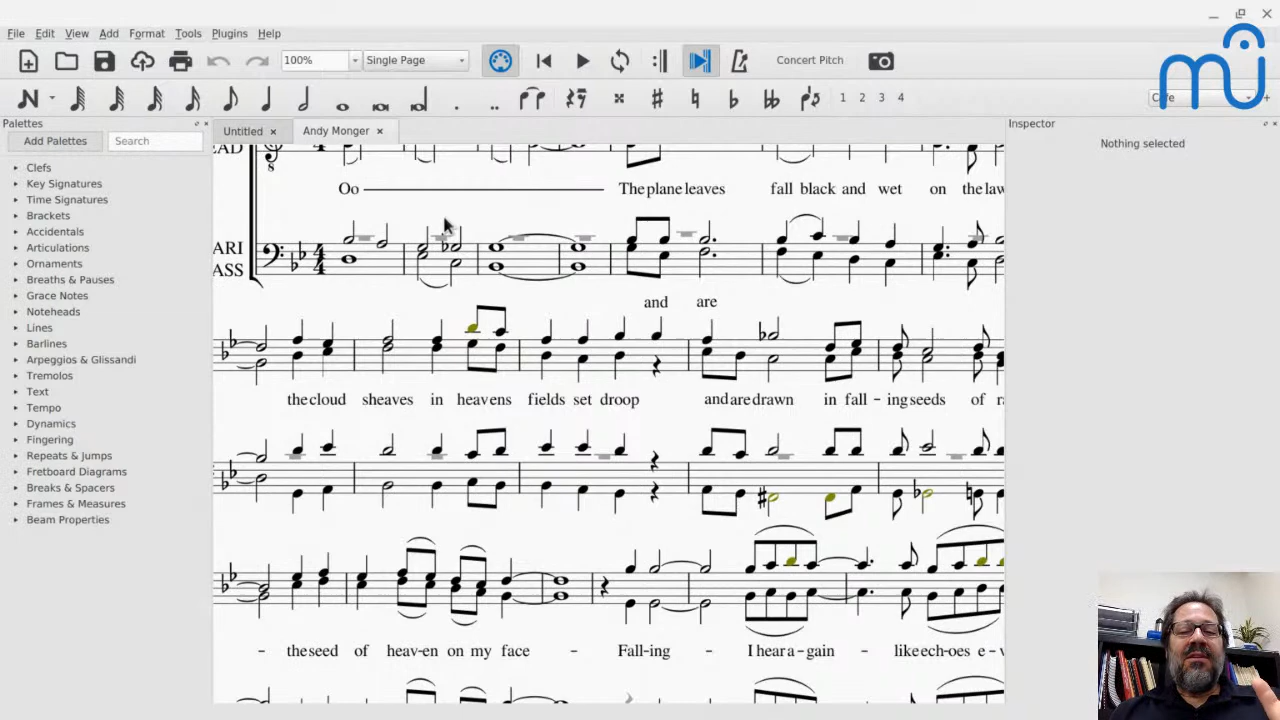 File Edit View Add Format Tools Plugins Help
100% Single Page Concert Pitch
1 2 3 4
Palettes
Add Palettes Search
Clefs
Key Signatures
Time Signatures
Brackets
Accidentals
Articulations
Ornaments
Breaths & Pauses
Grace Notes
Noteheads
Lines
Barlines
Arpeggios & Glissandi
Tremolos
Text
Tempo
Dynamics
Fingering
Repeats & Jumps
Fretboard Diagrams
Breaks & Spacers
Frames & Measures
Beam Properties
Untitled Andy Monger
EAD
Oo The plane leaves fall black and wet on the law
ARI
ASS
and are
the cloud sheaves in heavens fields set droop and are drawn in fall - ing seeds of
- the seed of heav-en on my face - Fall-ing - I hear a-gain - like ech-oes e-
Inspector
Nothing selected